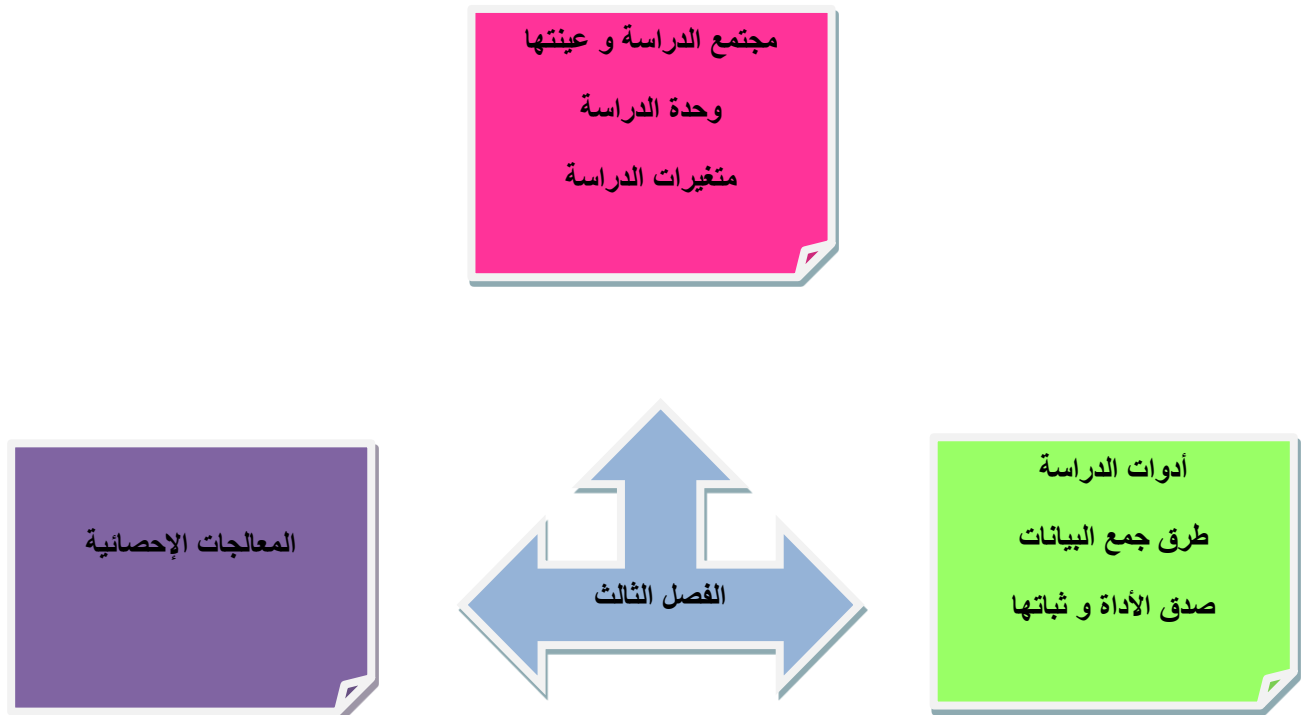 مجتمع الدراسة و عينتها
وحدة الدراسة
متغيرات الدراسة
أدوات الدراسة
طرق جمع البيانات
صدق الأداة و ثباتها
الفصل الثالث
المعالجات الإحصائية